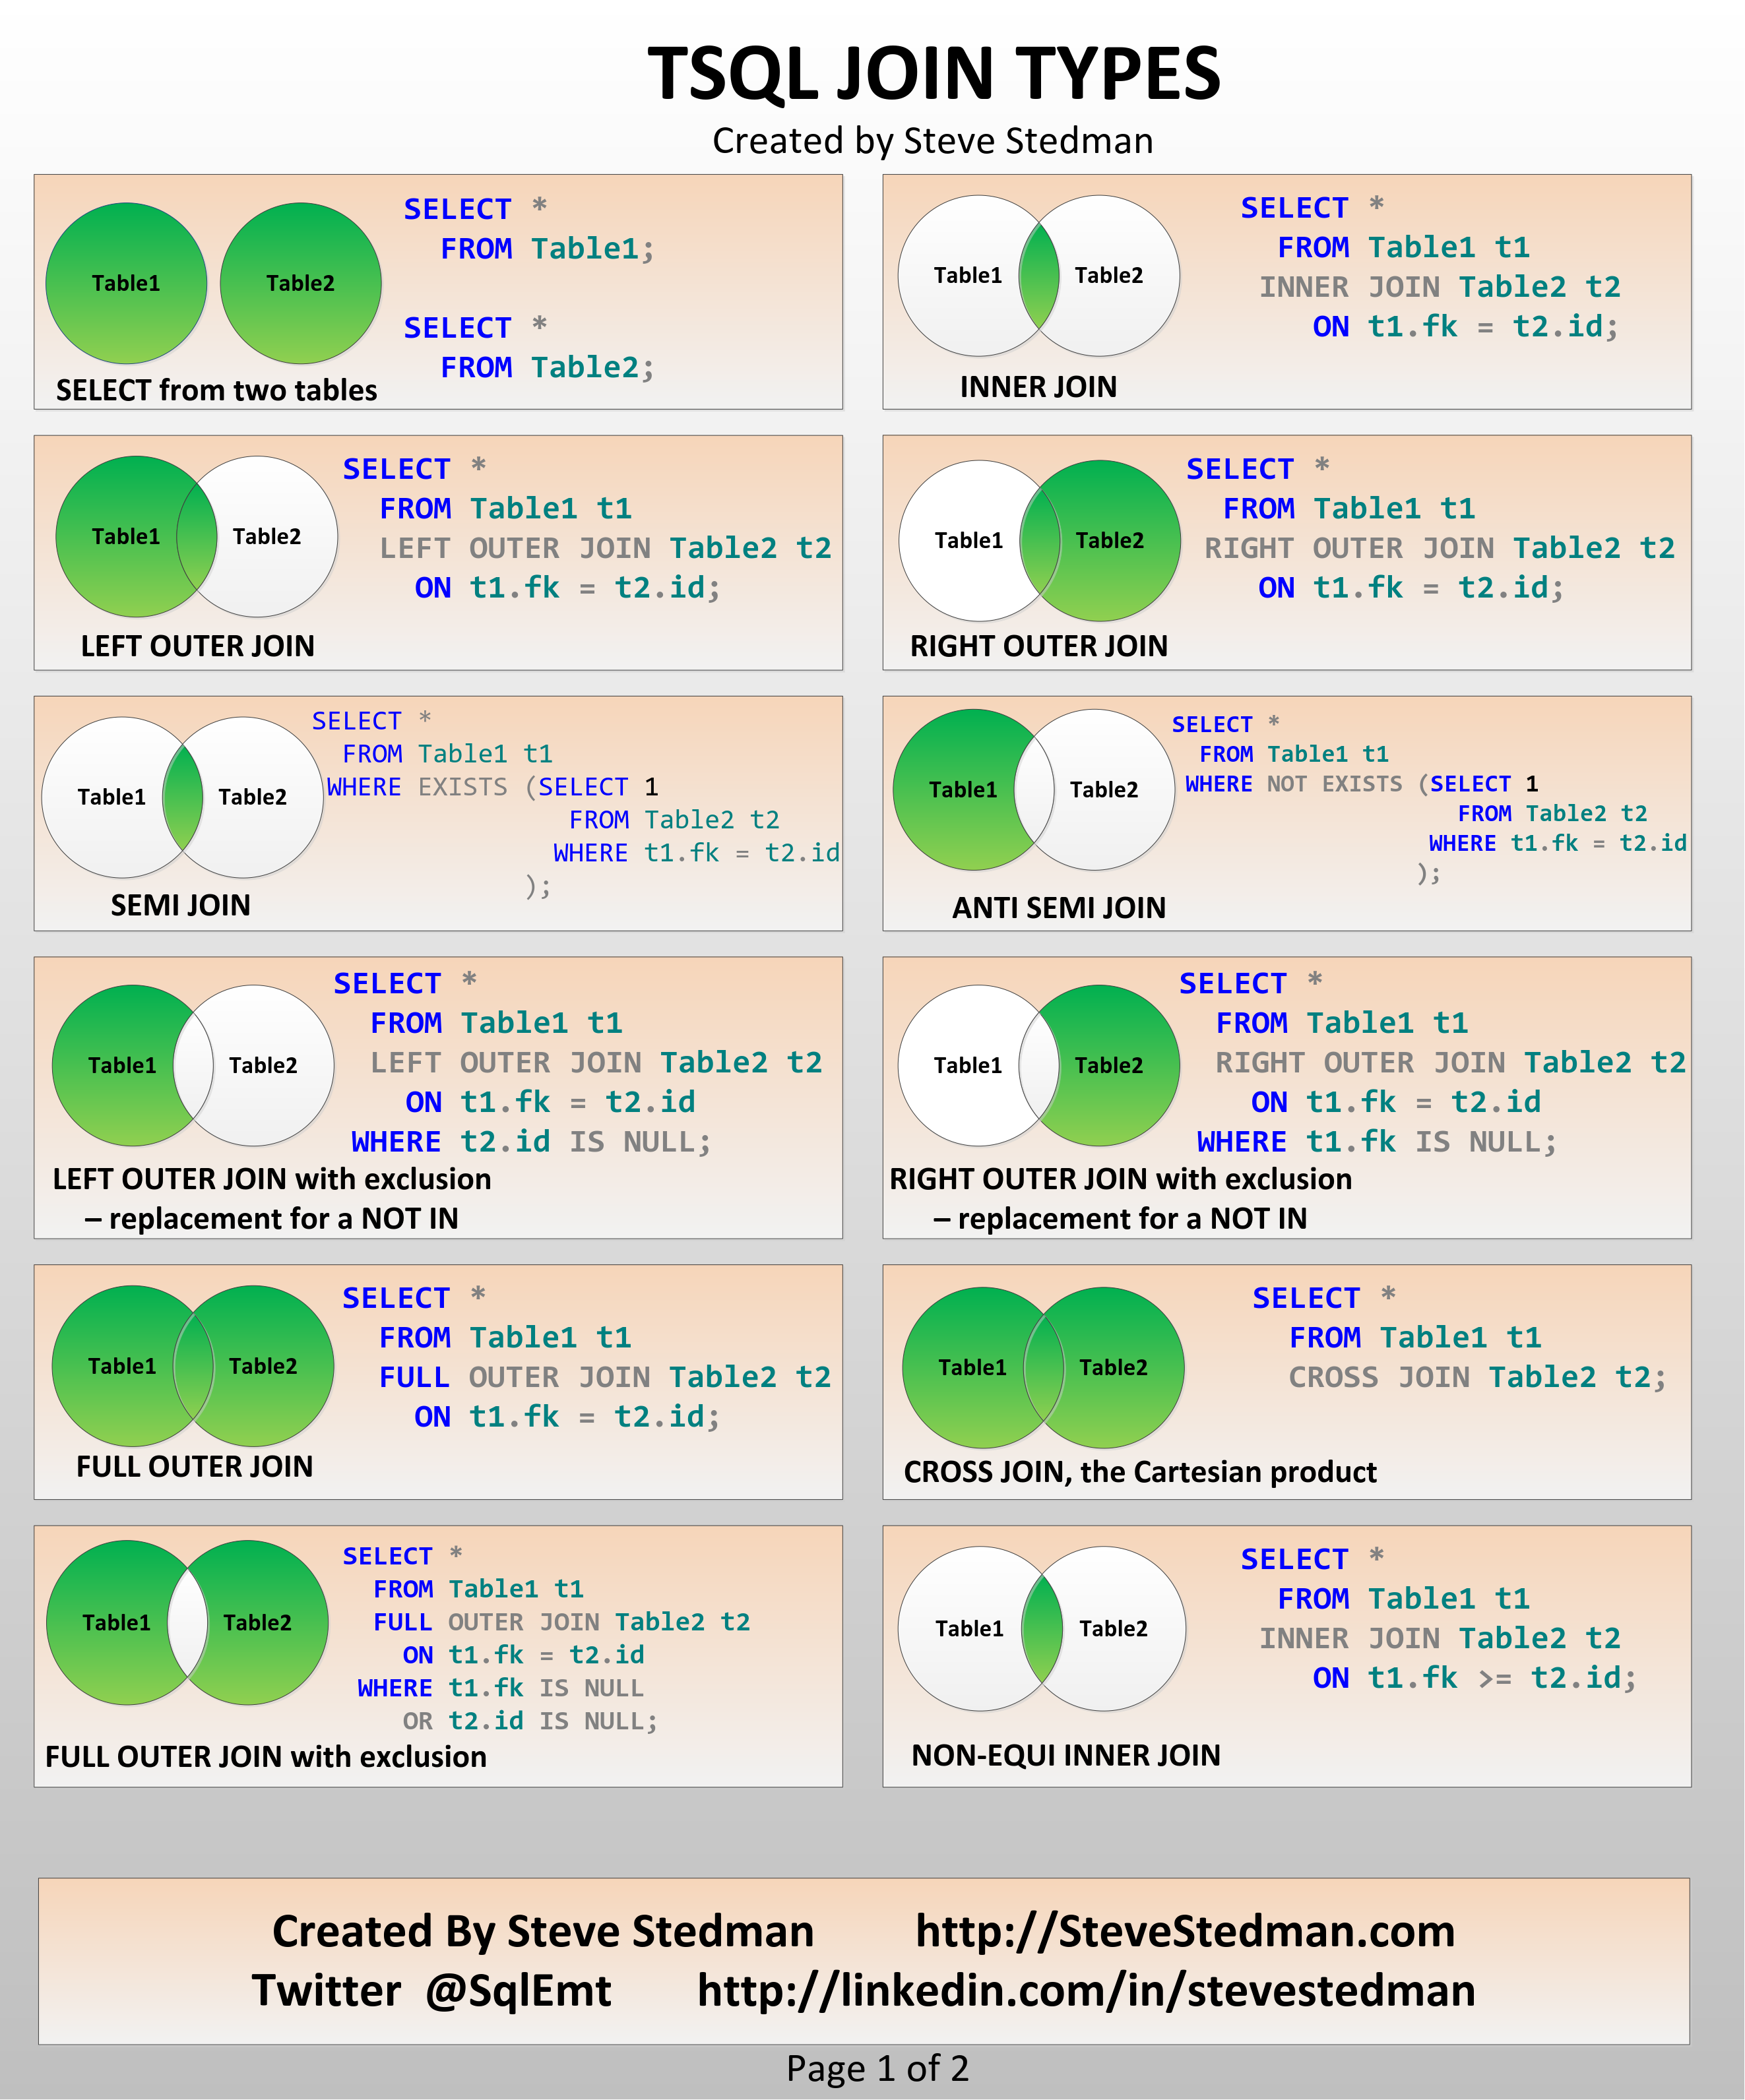 TSQL JOIN TYPES
Created by Steve Stedman
Table1
Table2
SELECT *
FROM Table1;
SELECT *
FROM Table2;
SELECT from two tables
Table1
Table2
SELECT *
FROM Table1 t1
INNER JOIN Table2 t2
ON t1.fk = t2.id;
INNER JOIN
Table1
Table2
SELECT *
FROM Table1 t1
LEFT OUTER JOIN Table2 t2
ON t1.fk = t2.id;
LEFT OUTER JOIN
Table1
Table2
SELECT *
FROM Table1 t1
RIGHT OUTER JOIN Table2 t2
ON t1.fk = t2.id;
RIGHT OUTER JOIN
Table1
Table2
SELECT *
FROM Table1 t1
WHERE EXISTS (SELECT 1
FROM Table2 t2
WHERE t1.fk = t2.id
);
SEMI JOIN
Table1
Table2
SELECT *
FROM Table1 t1
WHERE NOT EXISTS (SELECT 1
FROM Table2 t2
WHERE t1.fk = t2.id
);
ANTI SEMI JOIN
Table1
Table2
SELECT *
FROM Table1 t1
LEFT OUTER JOIN Table2 t2
ON t1.fk = t2.id
WHERE t2.id IS NULL;
LEFT OUTER JOIN with exclusion
– replacement for a NOT IN
Table1
Table2
SELECT *
FROM Table1 t1
RIGHT OUTER JOIN Table2 t2
ON t1.fk = t2.id
WHERE t1.fk IS NULL;
RIGHT OUTER JOIN with exclusion
– replacement for a NOT IN
Table1
Table2
SELECT *
FROM Table1 t1
FULL OUTER JOIN Table2 t2
ON t1.fk = t2.id;
FULL OUTER JOIN
Table1
Table2
SELECT *
FROM Table1 t1
CROSS JOIN Table2 t2;
CROSS JOIN, the Cartesian product
Table1
Table2
SELECT *
FROM Table1 t1
FULL OUTER JOIN Table2 t2
ON t1.fk = t2.id
WHERE t1.fk IS NULL
OR t2.id IS NULL;
FULL OUTER JOIN with exclusion
Table1
Table2
SELECT *
FROM Table1 t1
INNER JOIN Table2 t2
ON t1.fk >= t2.id;
NON-EQUI INNER JOIN
Created By Steve Stedman http://SteveStedman.com
Twitter @SqlEmt http://linkedin.com/in/stevestedman
Page 1 of 2